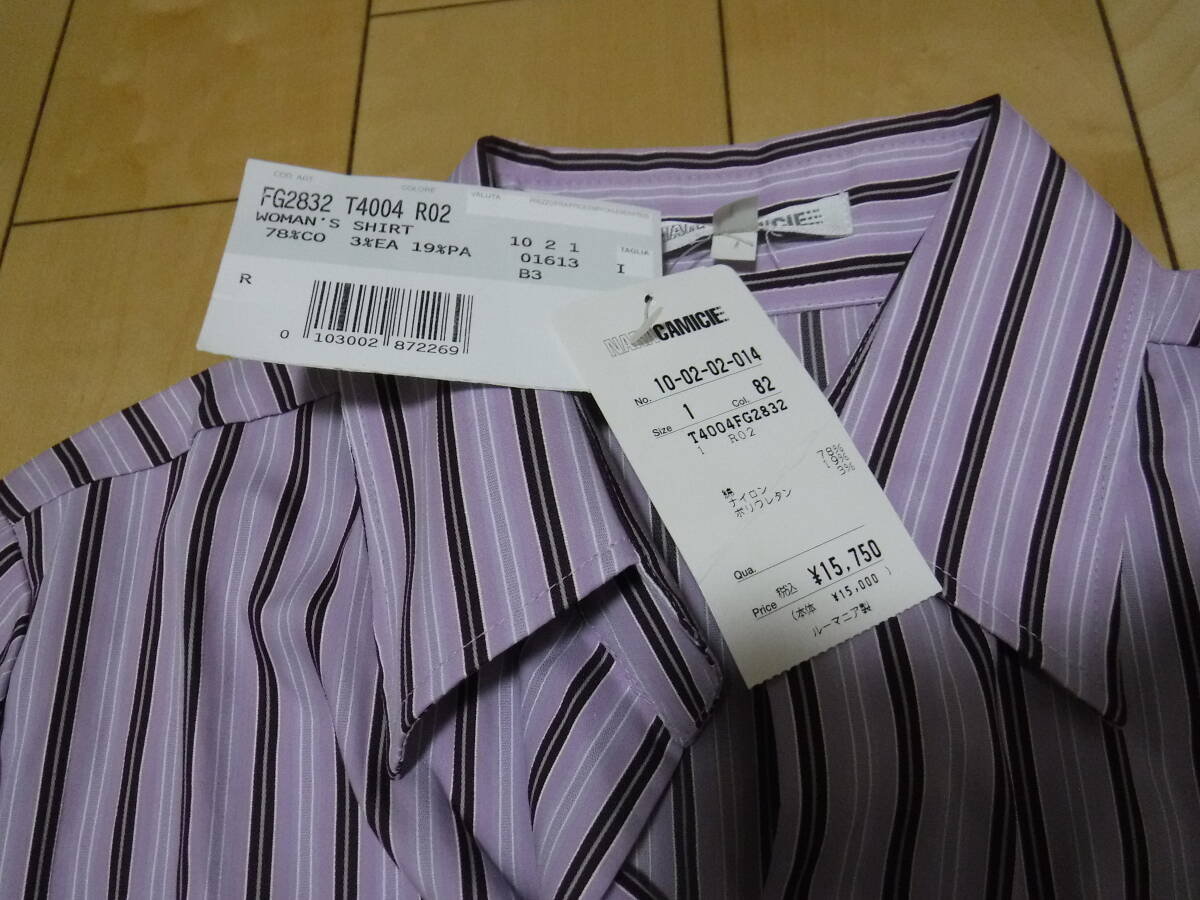 COD ART COLORE VALUTA
FG2832 T4004 R02
WOMAN'S SHIRT
78%CO 3%EA 19%PA
10 2 1
01613
B3
TAGLIA
I
R
0 103002 872269
CAMICIE
NARACAMICIE
No. 10-02-02-014
Size 1 Col. 82
T4004FG2832
1 R02
綿 78%
ナイロン 19%
ポリウレタン 3%
Qua.
Price 税込 ¥15,750
(本体 ¥15,000)
ルーマニア製